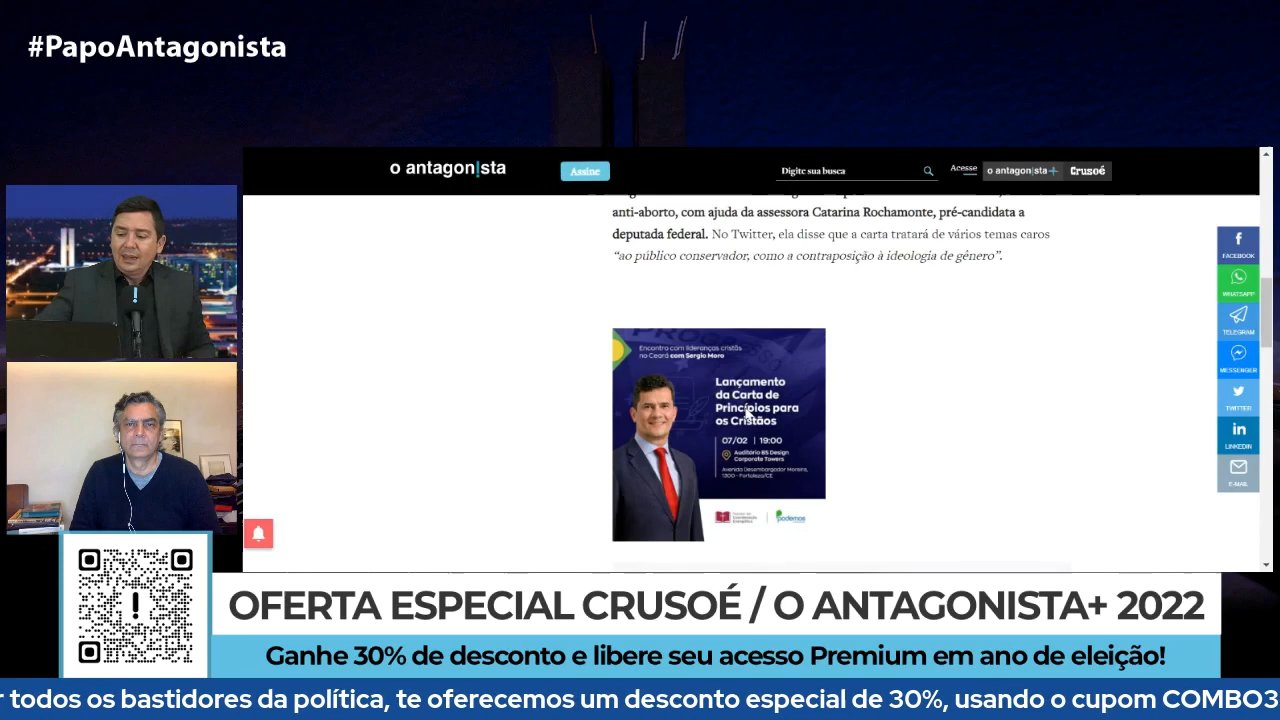 #PapoAntagonista
o antagon!sta
Assine
Digite sua busca
Acesse
o antagon!sta+
Crusoé
anti-aborto, com ajuda da assessora Catarina Rochamonte, pré-candidata a
deputada federal. No Twitter, ela disse que a carta tratará de vários temas caros
“ao público conservador, como a contraposição à ideologia de gênero”.
Encontro com lideranças cristãs
no Ceará com Sergio Moro
Lançamento
da Carta de
Princípios para
os Cristãos
07/02 | 19:00
Auditório BS Design
Corporate Towers
Avenida Desembargador Moreira,
1300 - Fortaleza/CE
podemos
FACEBOOK
WHATSAPP
TELEGRAM
MESSENGER
TWITTER
LINKEDIN
E-MAIL
OFERTA ESPECIAL CRUSOÉ / O ANTAGONISTA+ 2022
Ganhe 30% de desconto e libere seu acesso Premium em ano de eleição!
r todos os bastidores da política, te oferecemos um desconto especial de 30%, usando o cupom COMBO3